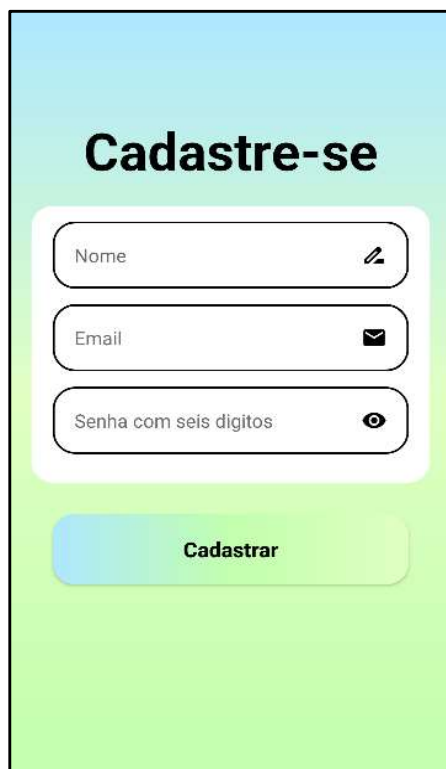 Cadastre-se
Nome
Email
Senha com seis digitos
Cadastrar